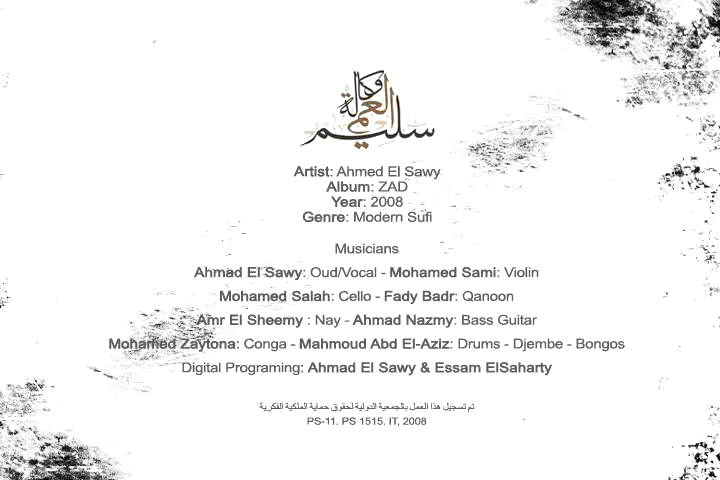 وكالة
العمة
سليم
Artist: Ahmed El Sawy
Album: ZAD
Year: 2008
Genre: Modern Sufi
Musicians
Ahmad El Sawy: Oud/Vocal - Mohamed Sami: Violin
Mohamed Salah: Cello - Fady Badr: Qanoon
Amr El Sheemy : Nay - Ahmad Nazmy: Bass Guitar
Mohamed Zaytona: Conga - Mahmoud Abd El-Aziz: Drums - Djembe - Bongos
Digital Programing: Ahmad El Sawy & Essam ElSaharty
تم تسجيل هذا العمل بالجمعية الدولية لحقوق حماية الملكية الفكرية
PS-11. PS 1515. IT, 2008